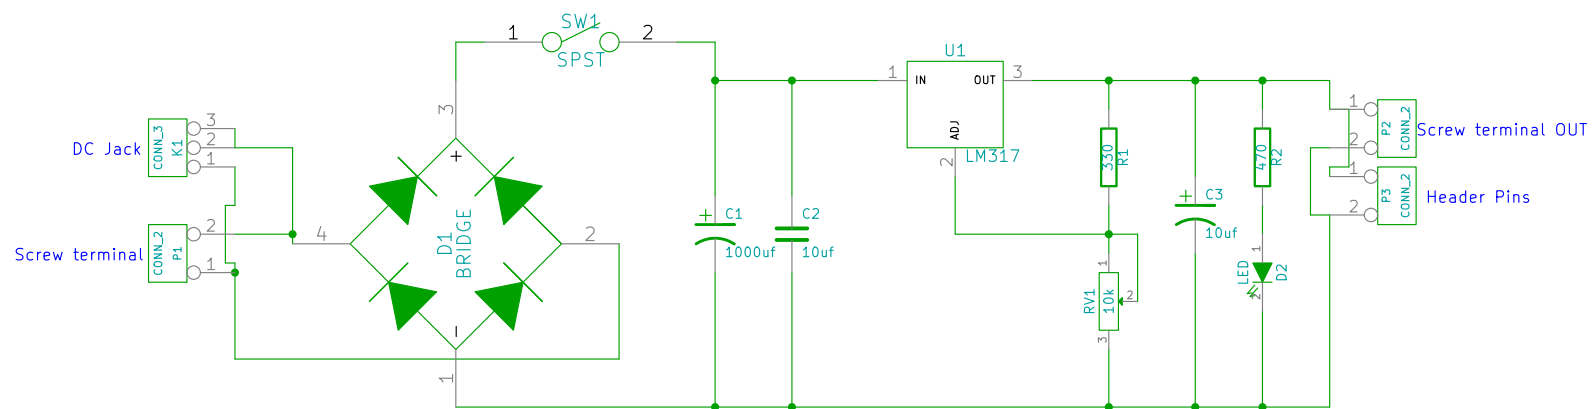 SW1
1 2
SPST
DC Jack
CONN_3
K1
3
2
1
Screw terminal
CONN_2
P1
2
1
3
+
4
D1
BRIDGE
2
-
1
+
C1
1000uf
C2
10uf
U1
1 IN OUT 3
ADJ
2
LM317
330
R1
RV1
10k
1
2
3
+
C3
10uf
470
R2
1
LED
D2
2
1
2
P2
CONN_2
Screw terminal OUT
1
2
P3
CONN_2
Header Pins